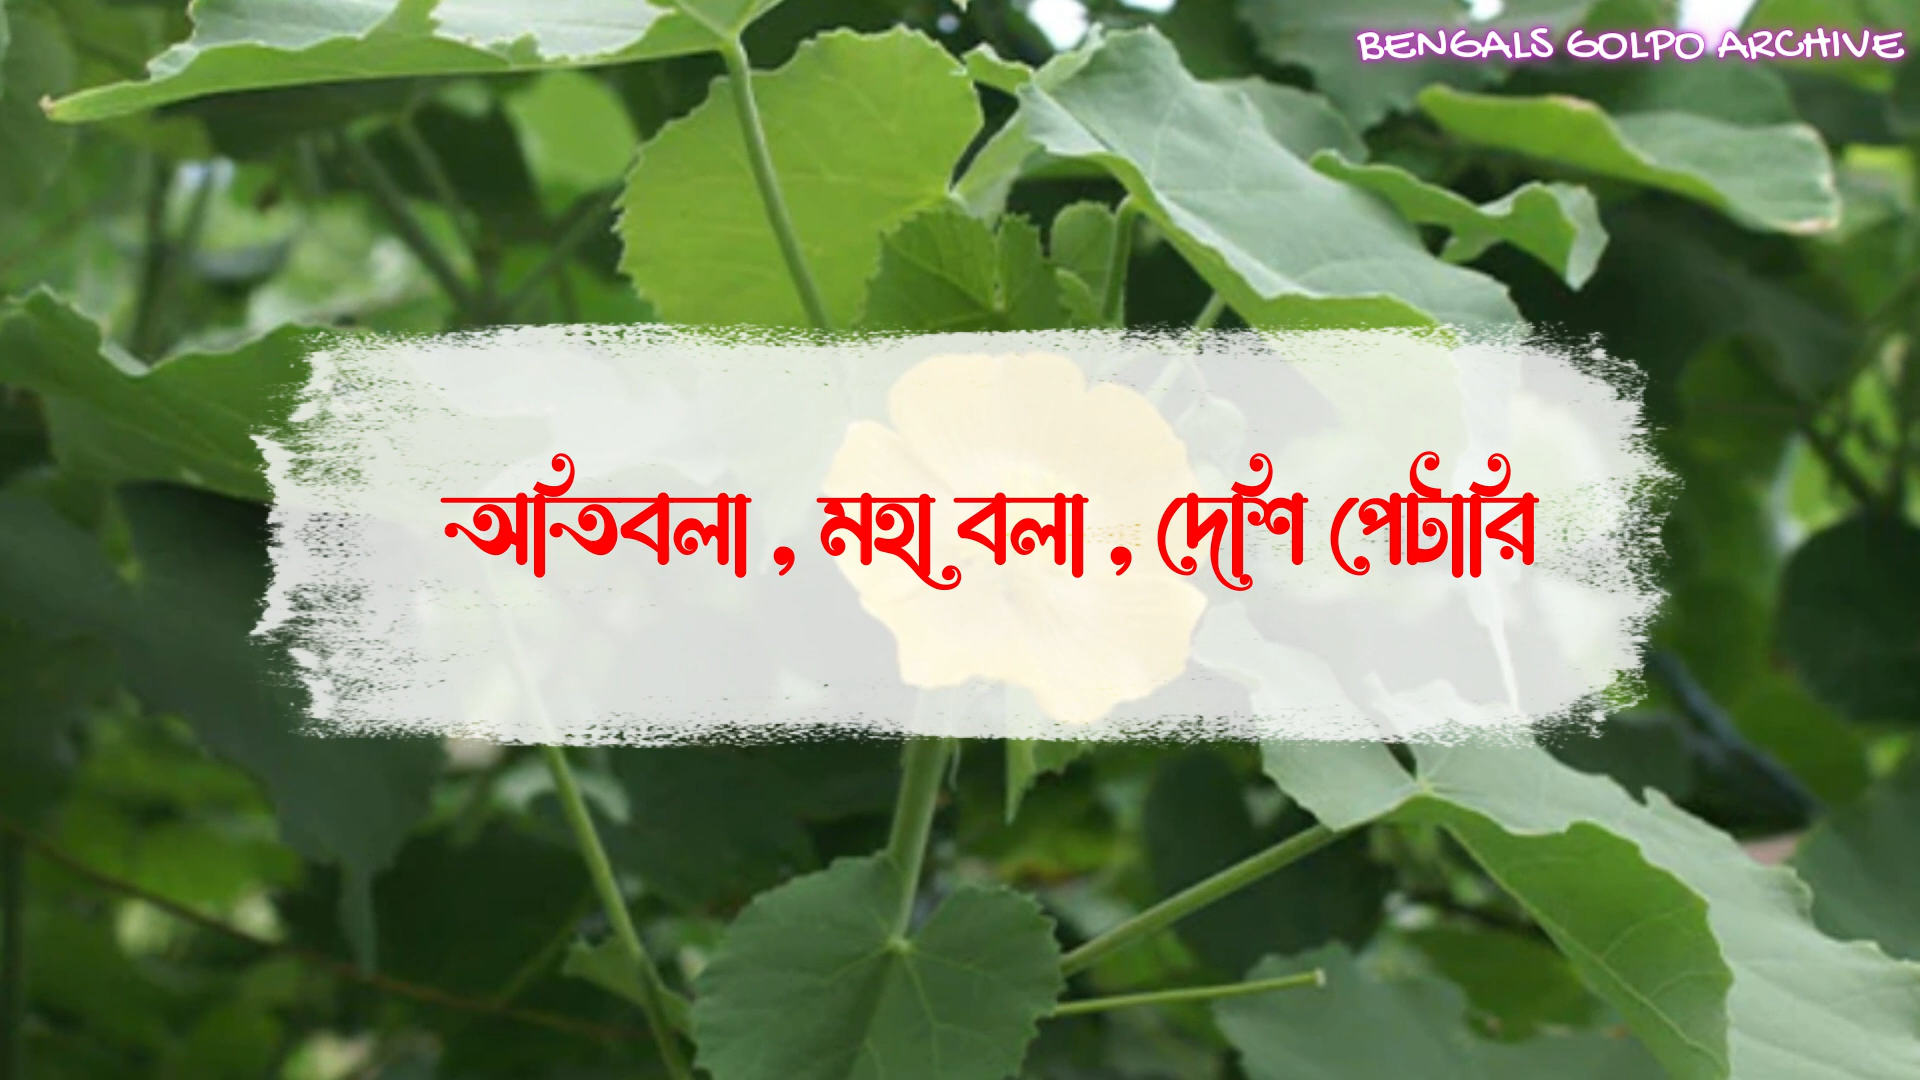 BENGALS GOLPO ARCHIVE
অতিবলা , মহা বলা , দেশি পেটারি